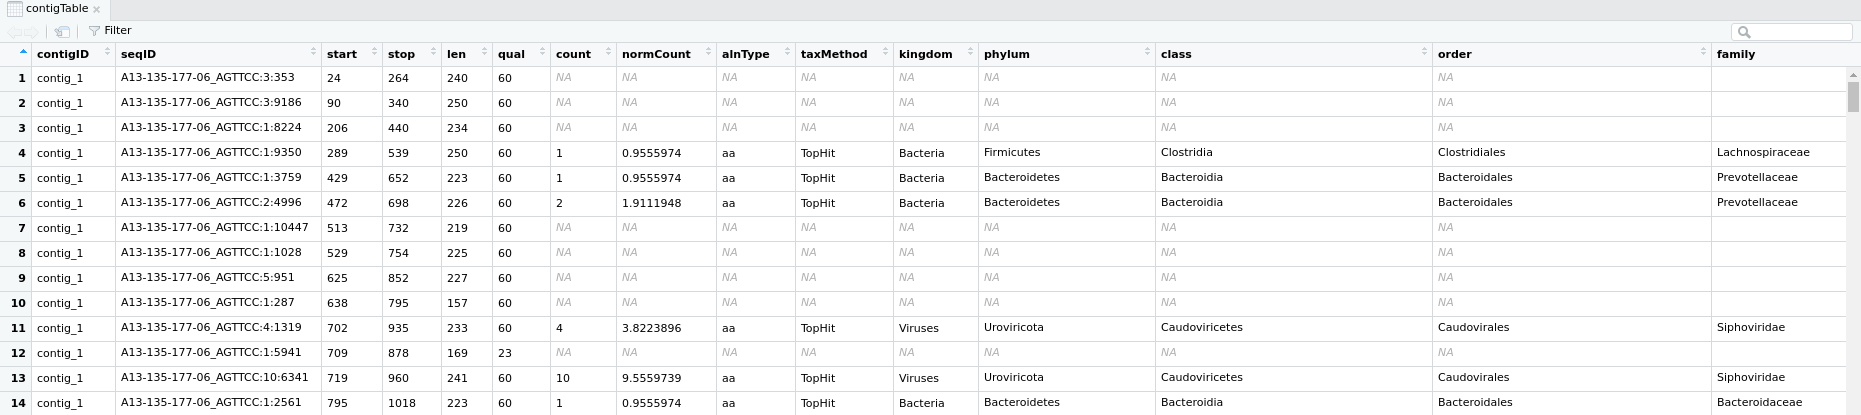 contigTable
Filter
contigID seqID start stop len qual count normCount alnType taxMethod kingdom phylum class order family
1 contig_1 A13-135-177-06_AGTTCC:3:353 24 264 240 60 NA NA NA NA NA NA NA NA
2 contig_1 A13-135-177-06_AGTTCC:3:9186 90 340 250 60 NA NA NA NA NA NA NA NA
3 contig_1 A13-135-177-06_AGTTCC:1:8224 206 440 234 60 NA NA NA NA NA NA NA NA
4 contig_1 A13-135-177-06_AGTTCC:1:9350 289 539 250 60 1 0.9555974 aa TopHit Bacteria Firmicutes Clostridia Clostridiales Lachnospiraceae
5 contig_1 A13-135-177-06_AGTTCC:1:3759 429 652 223 60 1 0.9555974 aa TopHit Bacteria Bacteroidetes Bacteroidia Bacteroidales Prevotellaceae
6 contig_1 A13-135-177-06_AGTTCC:2:4996 472 698 226 60 2 1.9111948 aa TopHit Bacteria Bacteroidetes Bacteroidia Bacteroidales Prevotellaceae
7 contig_1 A13-135-177-06_AGTTCC:1:10447 513 732 219 60 NA NA NA NA NA NA NA NA
8 contig_1 A13-135-177-06_AGTTCC:1:1028 529 754 225 60 NA NA NA NA NA NA NA NA
9 contig_1 A13-135-177-06_AGTTCC:5:951 625 852 227 60 NA NA NA NA NA NA NA NA
10 contig_1 A13-135-177-06_AGTTCC:1:287 638 795 157 60 NA NA NA NA NA NA NA NA
11 contig_1 A13-135-177-06_AGTTCC:4:1319 702 935 233 60 4 3.8223896 aa TopHit Viruses Uroviricota Caudoviricetes Caudovirales Siphoviridae
12 contig_1 A13-135-177-06_AGTTCC:1:5941 709 878 169 23 NA NA NA NA NA NA NA NA
13 contig_1 A13-135-177-06_AGTTCC:10:6341 719 960 241 60 10 9.5559739 aa TopHit Viruses Uroviricota Caudoviricetes Caudovirales Siphoviridae
14 contig_1 A13-135-177-06_AGTTCC:1:2561 795 1018 223 60 1 0.9555974 aa TopHit Bacteria Bacteroidetes Bacteroidia Bacteroidales Bacteroidaceae